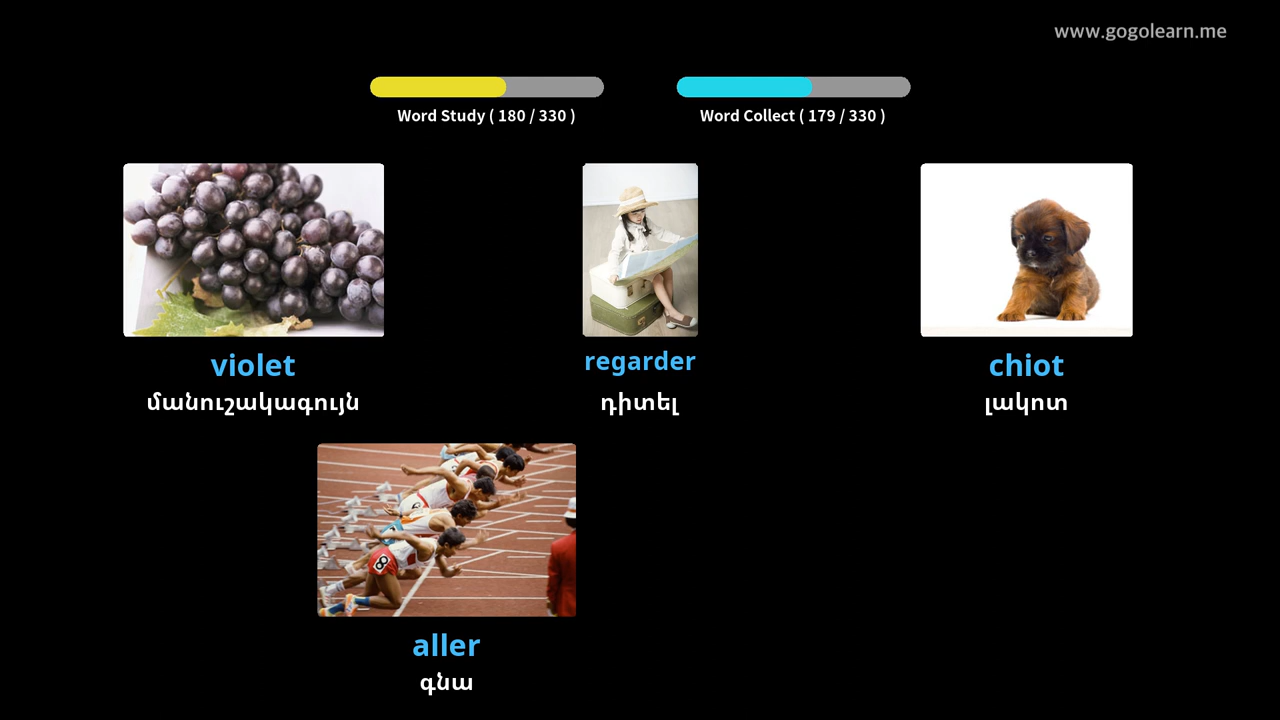 www.gogolearn.me
Word Study ( 180 / 330 )
Word Collect ( 179 / 330 )
violet
մանուշակագույն
regarder
դիտել
chiot
լակոտ
8
aller
գնա